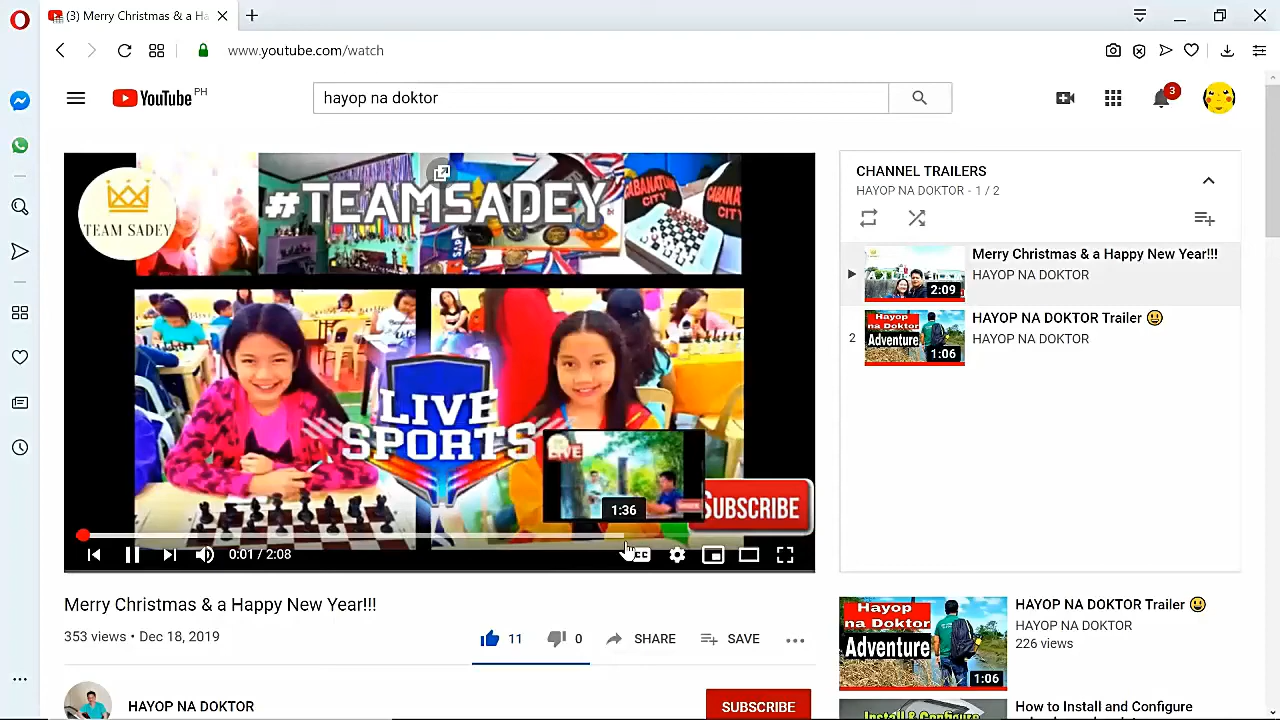 (3) Merry Christmas & a Ha
www.youtube.com/watch
YouTube PH
hayop na doktor
3
#TEAMSADEY
TEAM SADEY
CABANATUAN
CITY
LIVE
SPORTS
LIVE
1:36
SUBSCRIBE
0:01 / 2:08
CC
CHANNEL TRAILERS
HAYOP NA DOKTOR - 1 / 2
Merry Christmas & a Happy New Year!!!
HAYOP NA DOKTOR
2:09
2
HAYOP NA DOKTOR Trailer 😃
HAYOP NA DOKTOR
Hayop
na Doktor
Adventure
1:06
Merry Christmas & a Happy New Year!!!
353 views • Dec 18, 2019
11
0
SHARE
SAVE
HAYOP NA DOKTOR
SUBSCRIBE
HAYOP NA DOKTOR Trailer 😃
HAYOP NA DOKTOR
226 views
Hayop
na Doktor
Adventure
1:06
How to Install and Configure
Install & Configure